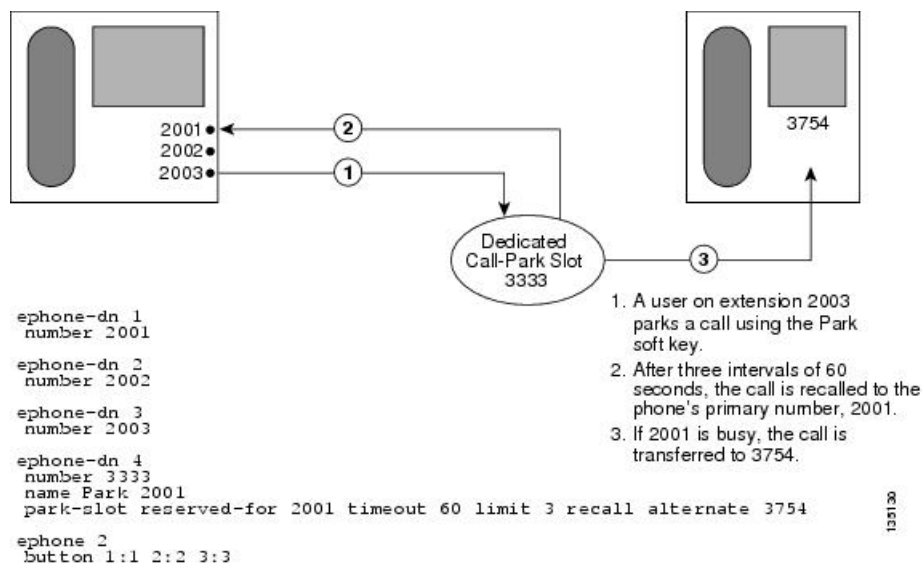 2001
2002
2003
2
1
3754
Dedicated
Call-Park Slot
3333
3
1. A user on extension 2003
parks a call using the Park
soft key.
2. After three intervals of 60
seconds, the call is recalled to the
phone's primary number, 2001.
3. If 2001 is busy, the call is
transferred to 3754.
ephone-dn 1
number 2001
ephone-dn 2
number 2002
ephone-dn 3
number 2003
ephone-dn 4
number 3333
name Park 2001
park-slot reserved-for 2001 timeout 60 limit 3 recall alternate 3754
ephone 2
button 1:1 2:2 3:3
135130